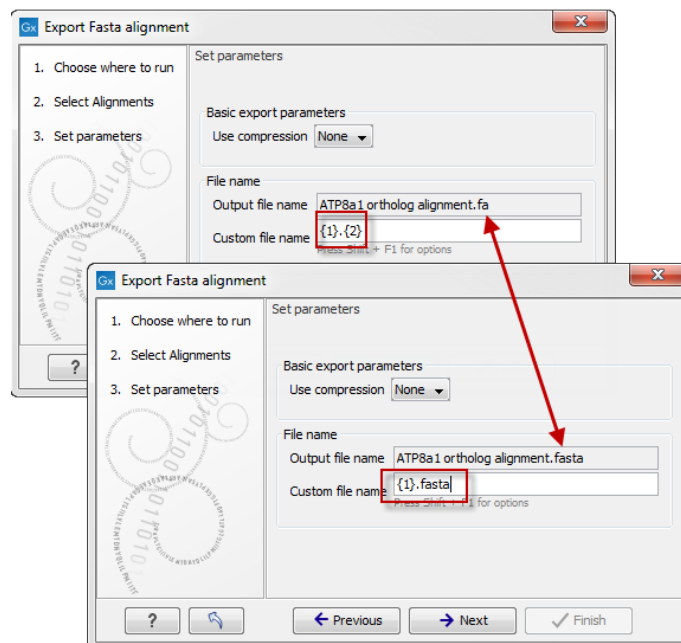 Gx Export Fasta alignment
1. Choose where to run
2. Select Alignments
3. Set parameters
Set parameters
Basic export parameters
Use compression None
File name
Output file name ATP8a1 ortholog alignment.fa
Custom file name {1}.{2}
Press Shift + F1 for options
?
Gx Export Fasta alignment
1. Choose where to run
2. Select Alignments
3. Set parameters
Set parameters
Basic export parameters
Use compression None
File name
Output file name ATP8a1 ortholog alignment.fasta
Custom file name {1}.fasta
Press Shift + F1 for options
? Previous Next Finish